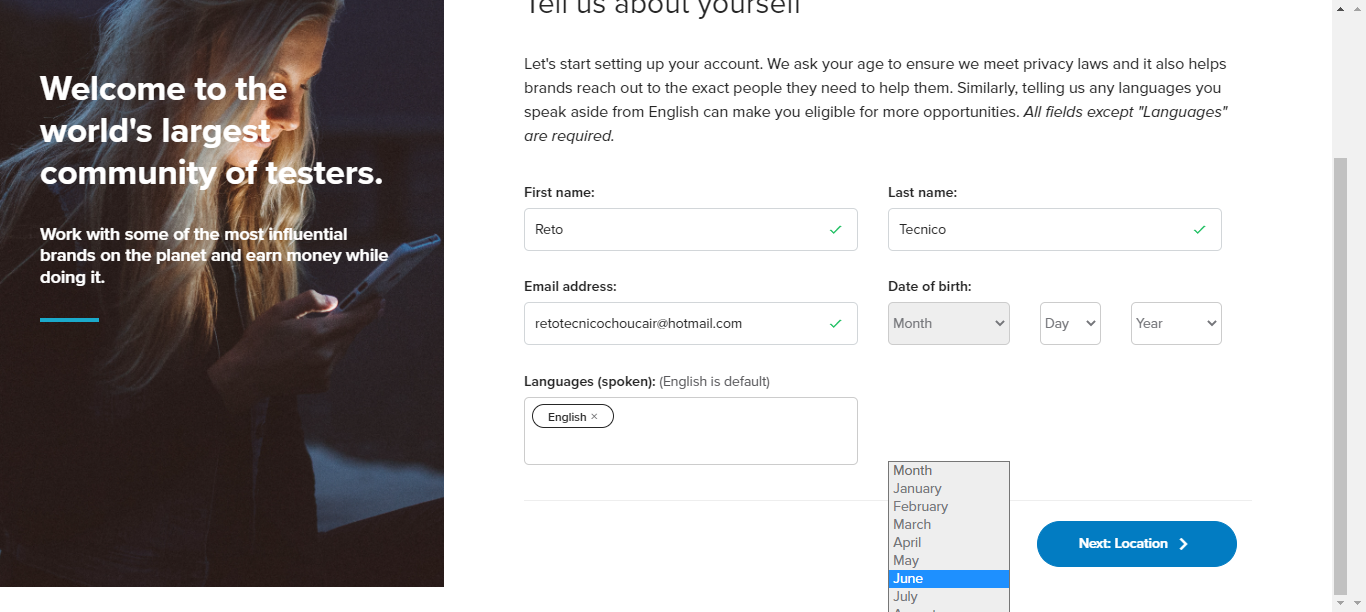 Tell us about yourself
Welcome to the
world's largest
community of testers.
Work with some of the most influential
brands on the planet and earn money while
doing it.
Let's start setting up your account. We ask your age to ensure we meet privacy laws and it also helps
brands reach out to the exact people they need to help them. Similarly, telling us any languages you
speak aside from English can make you eligible for more opportunities. All fields except "Languages"
are required.
First name:
Last name:
Reto
Tecnico
Email address:
Date of birth:
retotecnicochoucair@hotmail.com
Month
Day
Year
Languages (spoken): (English is default)
English ×
Month
January
February
March
April
May
June
July
Next: Location